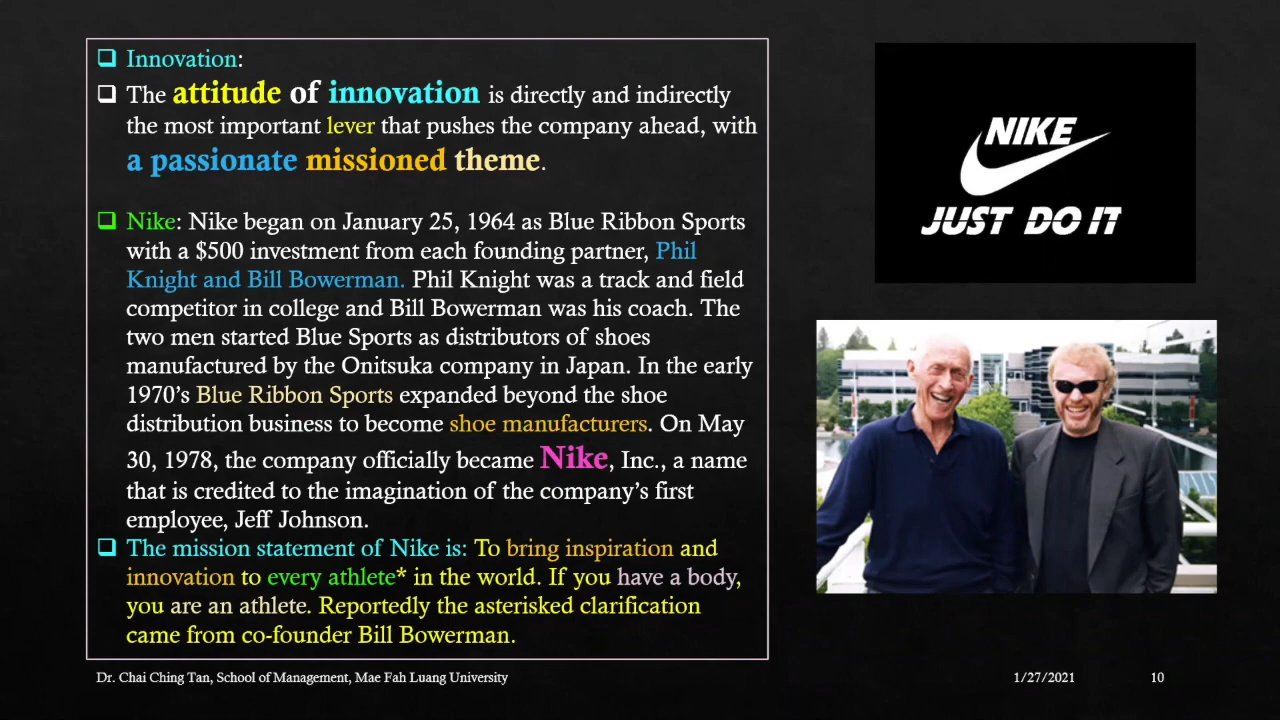 Innovation:
The attitude of innovation is directly and indirectly
the most important lever that pushes the company ahead, with
a passionate missioned theme.
Nike: Nike began on January 25, 1964 as Blue Ribbon Sports
with a $500 investment from each founding partner, Phil
Knight and Bill Bowerman. Phil Knight was a track and field
competitor in college and Bill Bowerman was his coach. The
two men started Blue Sports as distributors of shoes
manufactured by the Onitsuka company in Japan. In the early
1970’s Blue Ribbon Sports expanded beyond the shoe
distribution business to become shoe manufacturers. On May
30, 1978, the company officially became Nike, Inc., a name
that is credited to the imagination of the company’s first
employee, Jeff Johnson.
The mission statement of Nike is: To bring inspiration and
innovation to every athlete* in the world. If you have a body,
you are an athlete. Reportedly the asterisked clarification
came from co-founder Bill Bowerman.
NIKE
JUST DO IT
Dr. Chai Ching Tan, School of Management, Mae Fah Luang University
1/27/2021
10